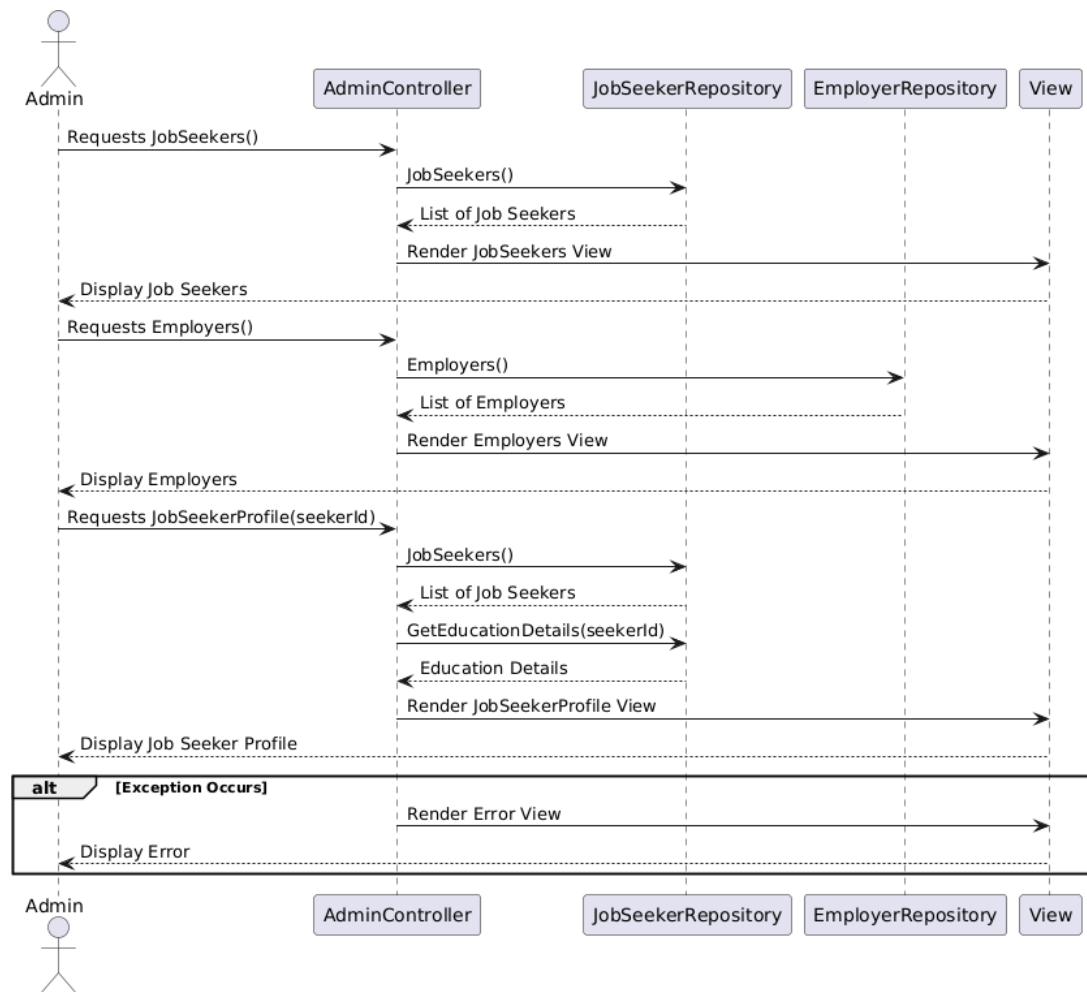 Admin
AdminController JobSeekerRepository EmployerRepository View
Requests JobSeekers()
JobSeekers()
List of Job Seekers
Render JobSeekers View
Display Job Seekers
Requests Employers()
Employers()
List of Employers
Render Employers View
Display Employers
Requests JobSeekerProfile(seekerId)
JobSeekers()
List of Job Seekers
GetEducationDetails(seekerId)
Education Details
Render JobSeekerProfile View
Display Job Seeker Profile
alt [Exception Occurs]
Render Error View
Display Error
Admin
AdminController JobSeekerRepository EmployerRepository View